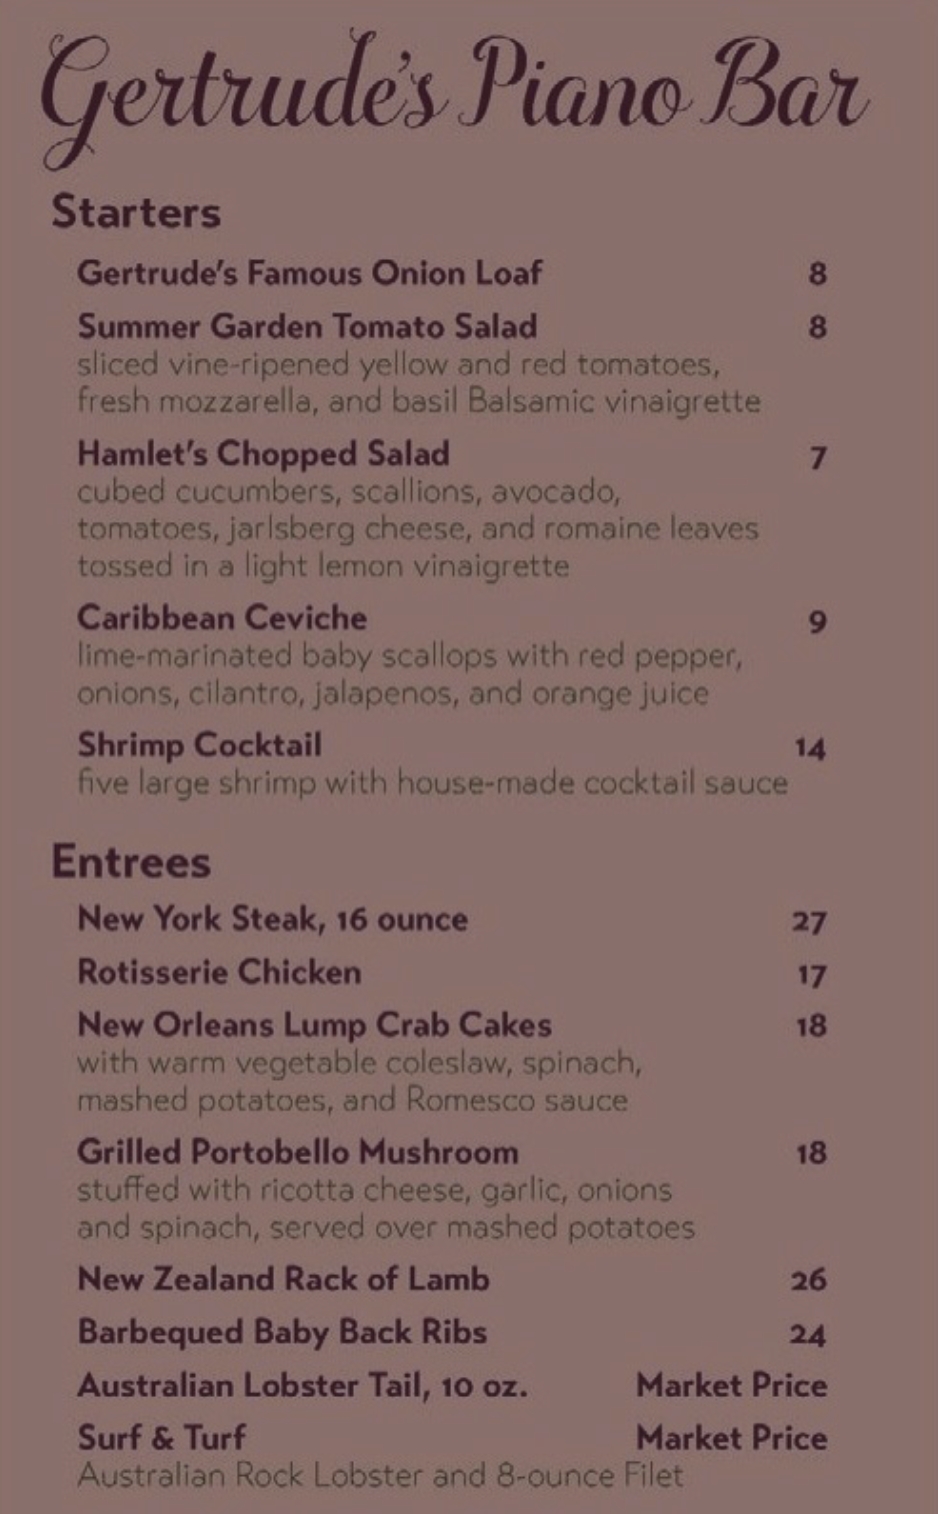 Gertrude's Piano Bar
Starters
Gertrude's Famous Onion Loaf 8
Summer Garden Tomato Salad 8
sliced vine-ripened yellow and red tomatoes,
fresh mozzarella, and basil Balsamic vinaigrette
Hamlet's Chopped Salad 7
cubed cucumbers, scallions, avocado,
tomatoes, jarlsberg cheese, and romaine leaves
tossed in a light lemon vinaigrette
Caribbean Ceviche 9
lime-marinated baby scallops with red pepper,
onions, cilantro, jalapenos, and orange juice
Shrimp Cocktail 14
five large shrimp with house-made cocktail sauce
Entrees
New York Steak, 16 ounce 27
Rotisserie Chicken 17
New Orleans Lump Crab Cakes 18
with warm vegetable coleslaw, spinach,
mashed potatoes, and Romesco sauce
Grilled Portobello Mushroom 18
stuffed with ricotta cheese, garlic, onions
and spinach, served over mashed potatoes
New Zealand Rack of Lamb 26
Barbequed Baby Back Ribs 24
Australian Lobster Tail, 10 oz. Market Price
Surf & Turf Market Price
Australian Rock Lobster and 8-ounce Filet